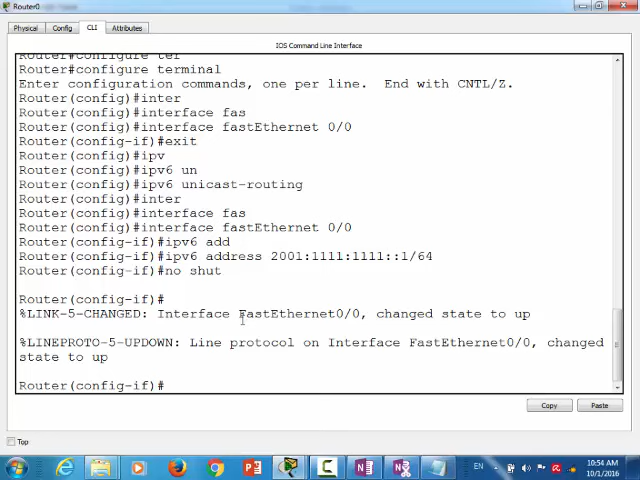 Router0
Physical Config CLI Attributes
IOS Command Line Interface
Router#configure ter
Router#configure terminal
Enter configuration commands, one per line.  End with CNTL/Z.
Router(config)#inter
Router(config)#interface fas
Router(config)#interface fastEthernet 0/0
Router(config-if)#exit
Router(config)#ipv
Router(config)#ipv6 un
Router(config)#ipv6 unicast-routing
Router(config)#inter
Router(config)#interface fas
Router(config)#interface fastEthernet 0/0
Router(config-if)#ipv6 add
Router(config-if)#ipv6 address 2001:1111:1111::1/64
Router(config-if)#no shut
Router(config-if)#
%LINK-5-CHANGED: Interface FastEthernet0/0, changed state to up
%LINEPROTO-5-UPDOWN: Line protocol on Interface FastEthernet0/0, changed
state to up
Router(config-if)#
Copy Paste
Top
EN
10:54 AM
10/1/2016